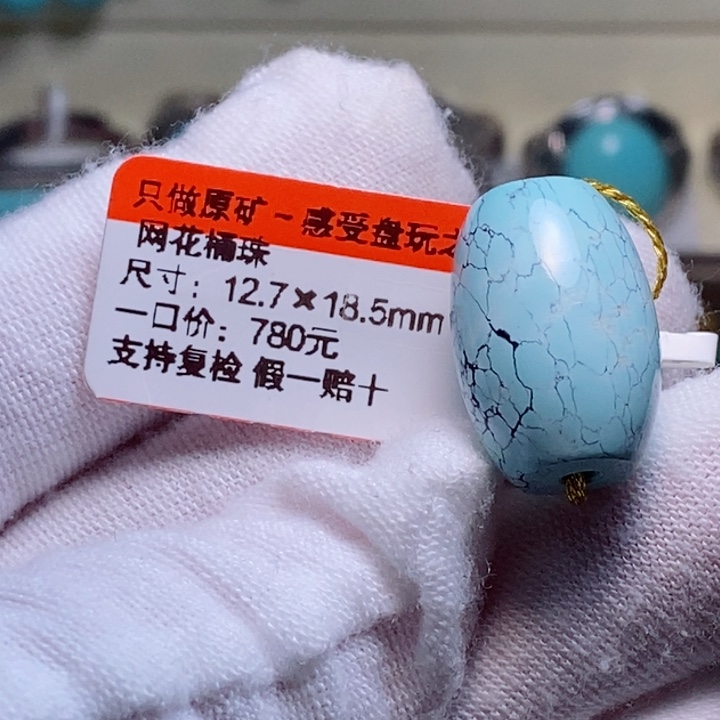 只做原矿~感受盘玩之
网花桶珠
尺寸：12.7×18.5mm
一口价：780元
支持复检 假一赔十